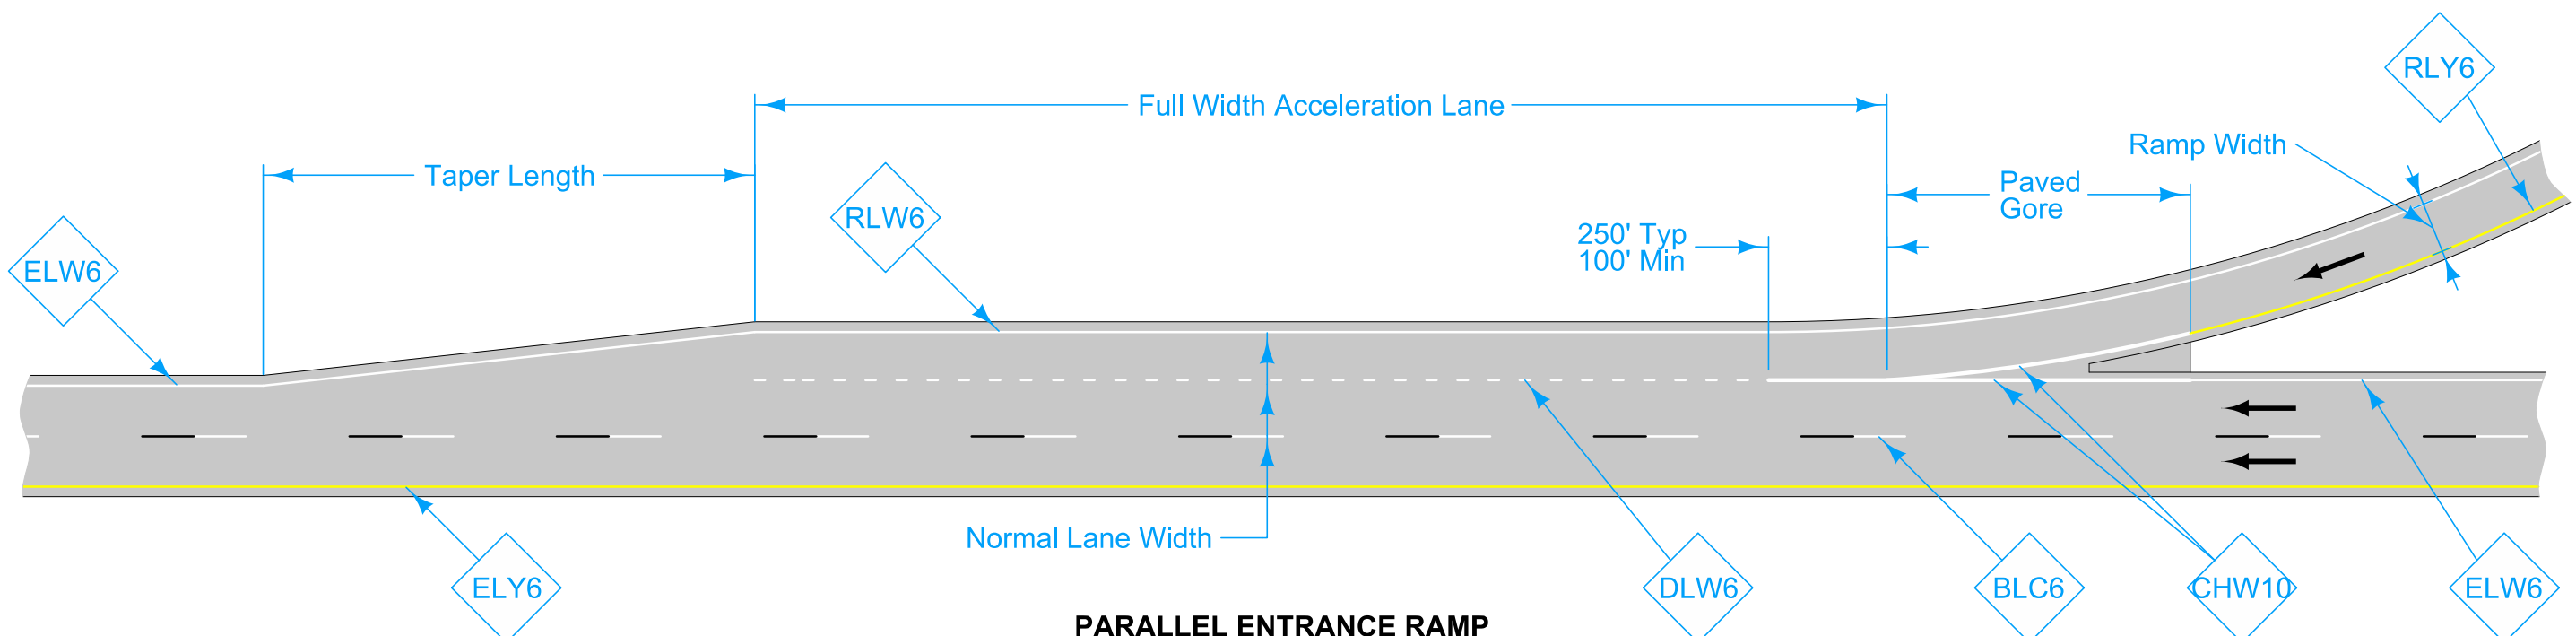 RLY6
Full Width Acceleration Lane
Ramp Width
Taper Length
Paved
Gore
RLW6
250' Typ
100' Min
ELW6
Normal Lane Width
ELY6
DLW6
BLC6
CHW10
ELW6
PARALLEL ENTRANCE RAMP